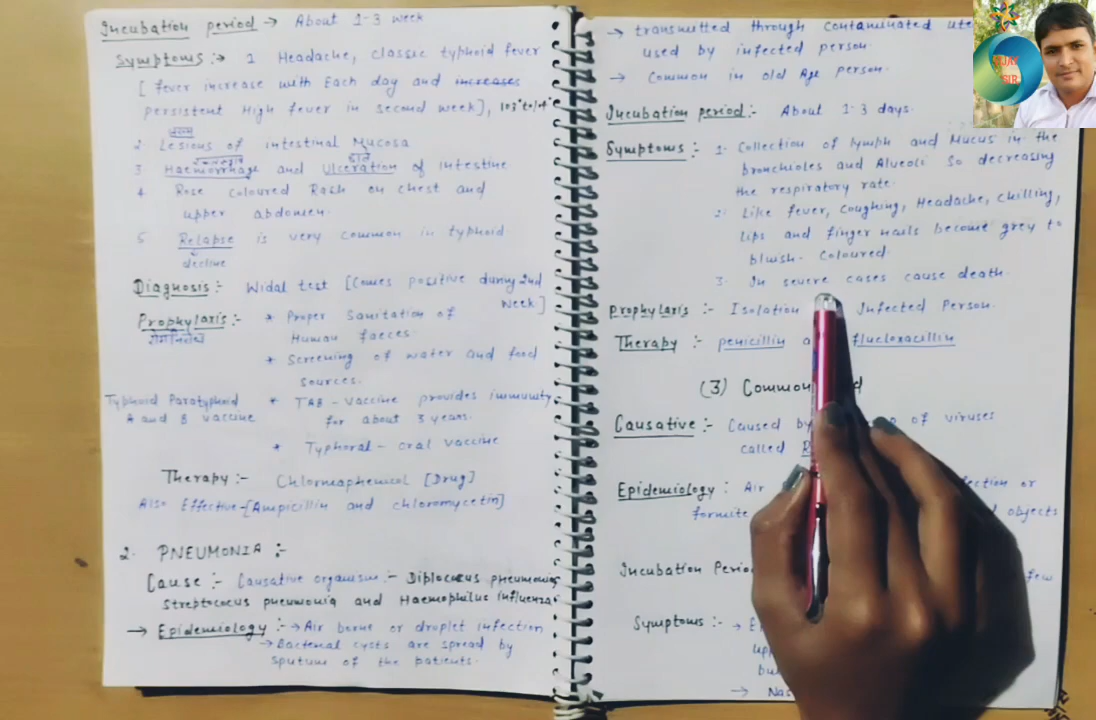 Incubation period → About 1-3 week
Symptoms :→ 1 Headache, classic typhoid fever
[ fever increase with Each day and increases
persistent High fever in second week],
2. Lesions of intestinal Mucosa
3 Haemorrhage and Ulceration of intestine
4 Rose coloured Rash on chest and
upper abdomen.
5 Relapse is very common in typhoid
decline
Diagnosis :- Widal test [Comes positive during 2nd
Week]
Prophylaxis :- * Proper Sanitation of
Human faeces.
* Screening of water and food
sources.
Typhoid Paratyphoid
A and B vaccine
* TAB - vaccine provides immunity
for about 3 years.
* Typhoral - oral vaccine
Therapy :- Chlormaphenicol [Drug]
Also Effective-[Ampicillin and chloromycetin]
2. PNEUMONIA :-
Cause :- Causative organism :- Diplococus pneumonia
Streptococus pneumonia and Haemophilus influenza.
→ Epidemiology :- → Air borne or droplet infection
→ Bacterial cysts are spread by
sputum of the patients.
→ transmitted through contaminated
used by infected person.
→ Common in old Age person.
Incubation period :- About 1-3 days.
Symptoms :- 1. Collection of lymph and Mucus in the
bronchioles and Alveoli so decreasing
the respiratory rate.
2. Like fever, Coughing, Headache, chilling,
lips and finger nails become grey to
bluish- Coloured.
3. In severe cases cause death.
Prophylaxis :- Isolation Infected Person.
Therapy :- penicillin flucloxacillin
(3) Common
Causative :- Caused by of viruses
called
Epidemiology : Air or
fomite objects
Incubation few
Symptoms :- →
→
SIR